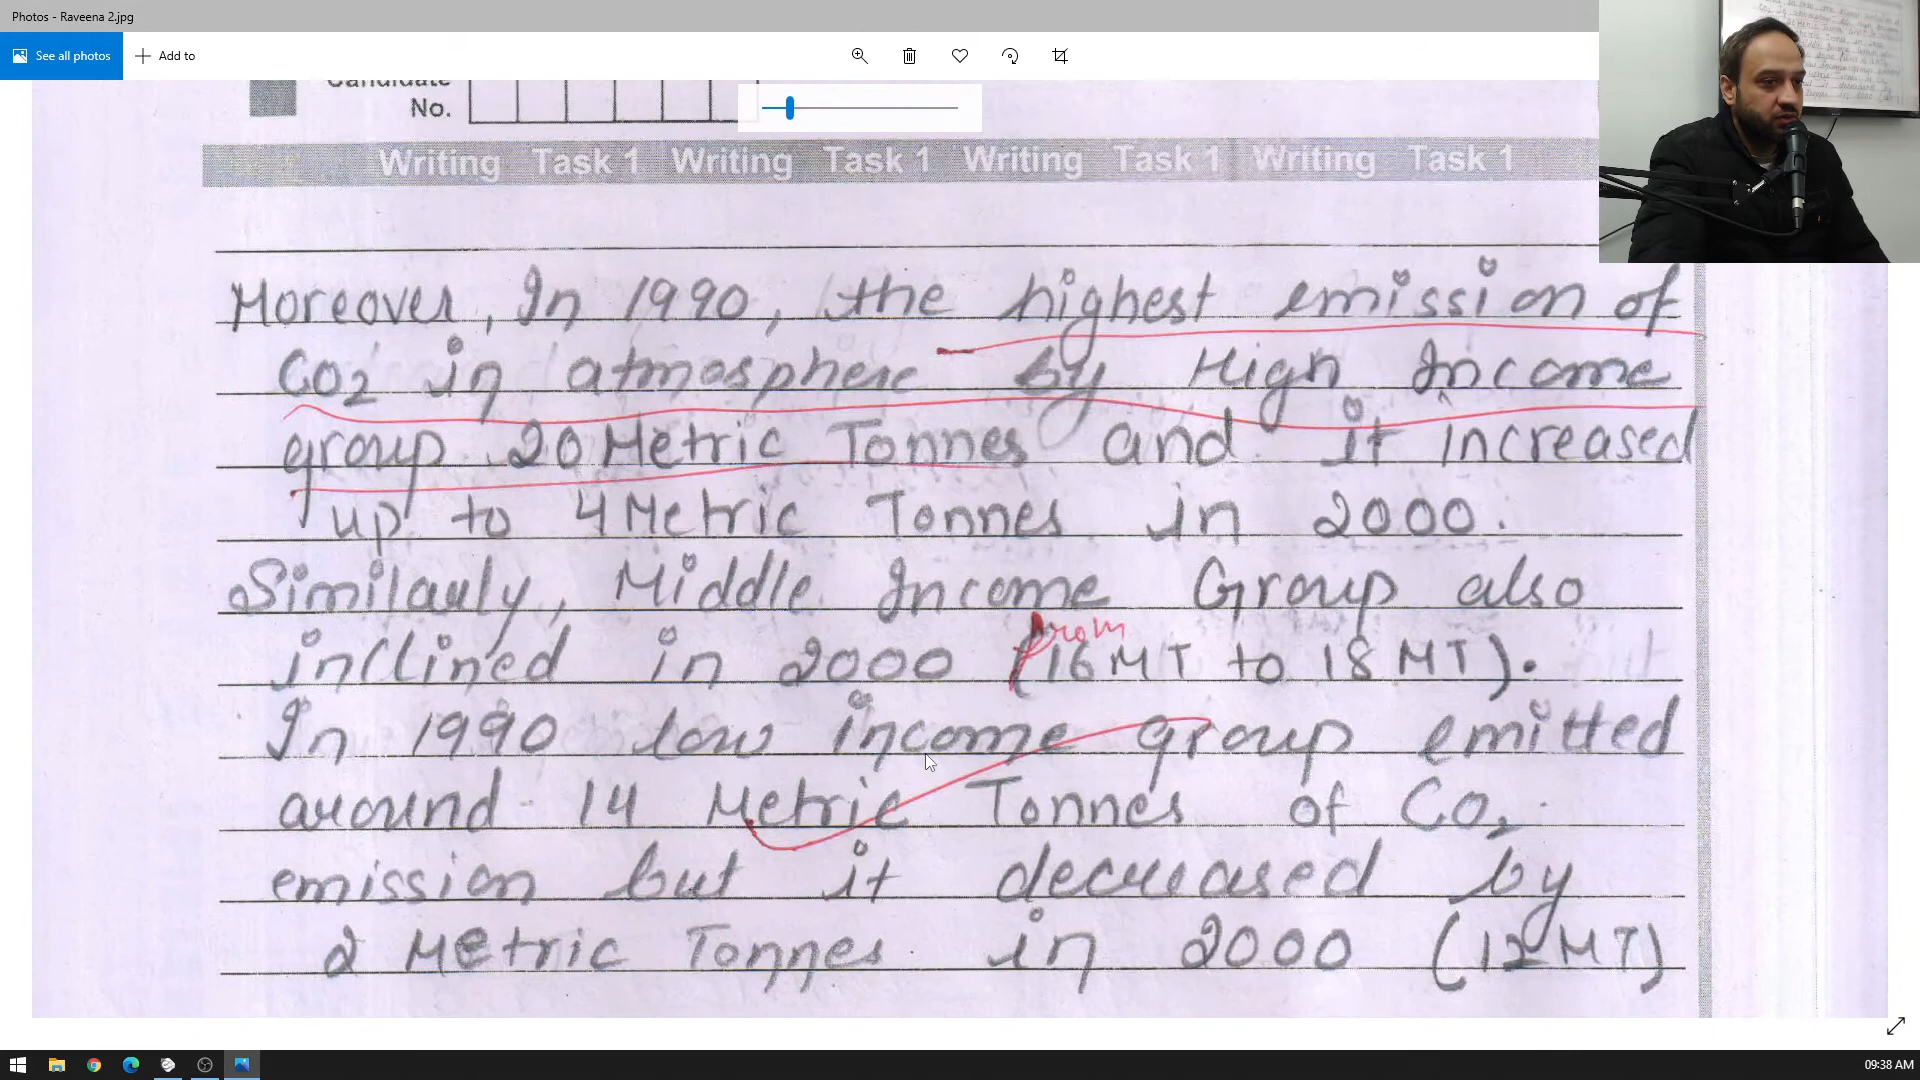 Photos - Raveena 2.jpg
See all photos
Add to
Candidate
No.
Writing Task 1 Writing Task 1 Writing Task 1 Writing Task 1
Moreover, In 1990, the highest emission of
CO2 in atmosphere by High Income
group 20 Metric Tonnes and it increased
up to 4 Metric Tonnes in 2000.
Similarly, Middle Income Group also
from
inclined in 2000 (16 MT to 18 MT).
In 1990 low income group emitted
around 14 Metric Tonnes of CO2
emission but it decreased by
2 Metric Tonnes in 2000 (12 MT)
09:38 AM